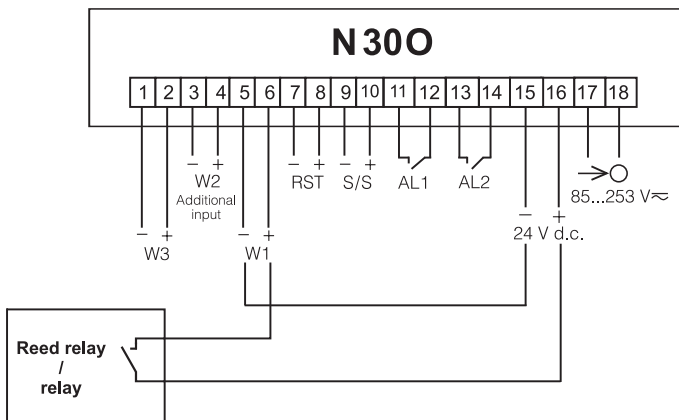 N30O
1 2 3 4 5 6 7 8 9 10 11 12 13 14 15 16 17 18
− + − + − +
W2 RST S/S AL1 AL2
Additional
input
85...253 V≂
− + − + − +
W3 W1 24 V d.c.
Reed relay
/
relay